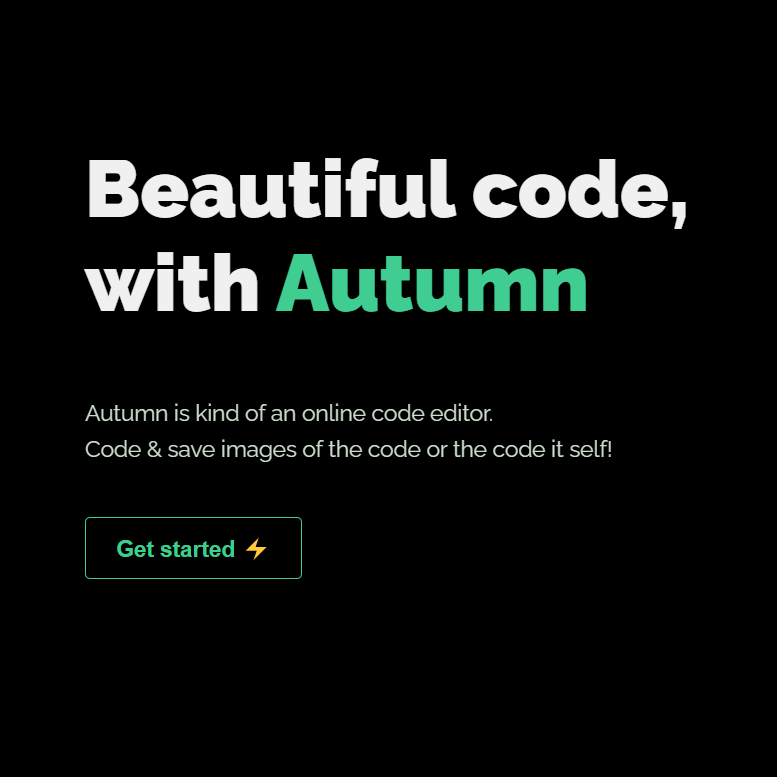 Beautiful code,
with Autumn
Autumn is kind of an online code editor.
Code & save images of the code or the code it self!
Get started ⚡